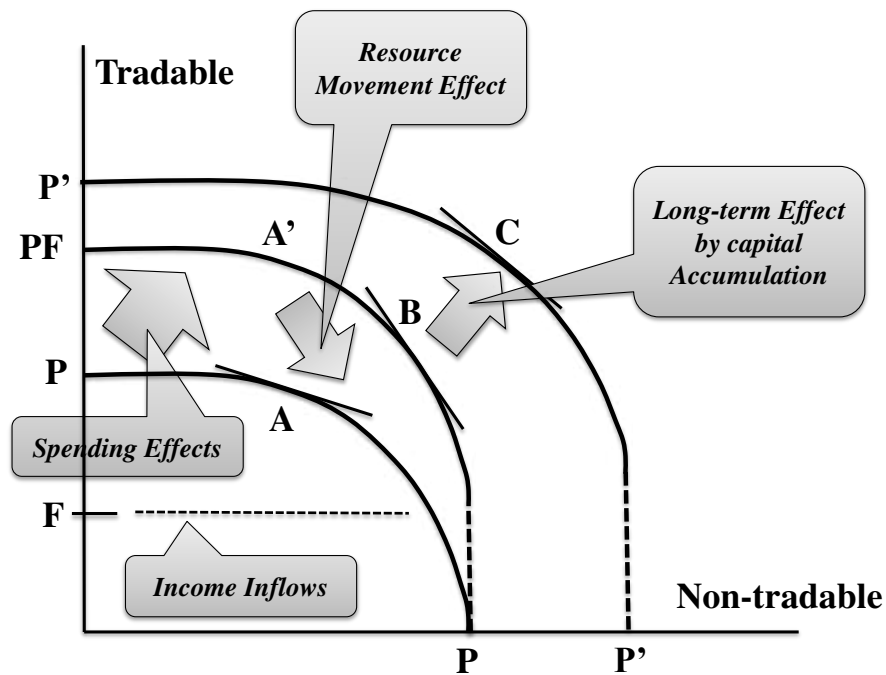 Tradable
Resource
Movement Effect
P’
Long-term Effect
by capital
Accumulation
C
A’
PF
B
P
A
Spending Effects
F
Income Inflows
Non-tradable
P
P’